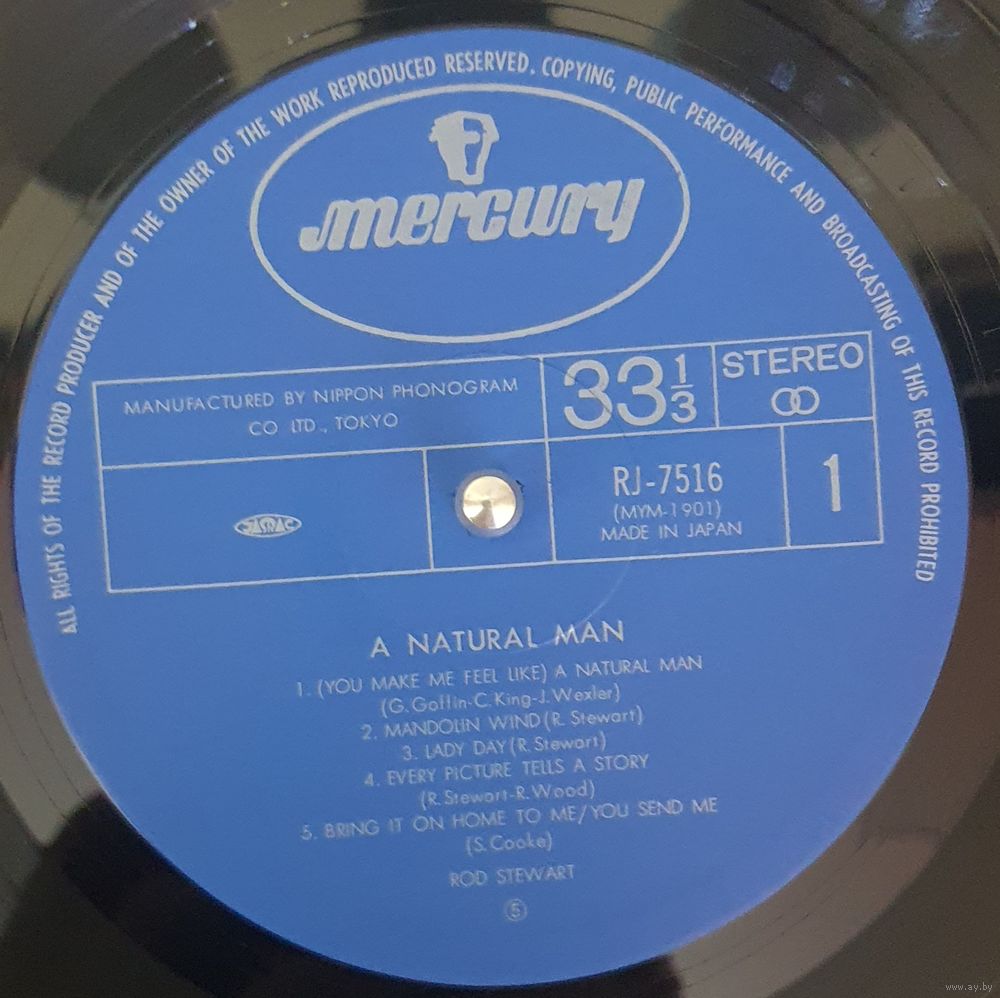 ALL RIGHTS OF THE RECORD PRODUCER AND OF THE OWNER OF THE WORK REPRODUCED RESERVED. COPYING, PUBLIC PERFORMANCE AND BROADCASTING OF THIS RECORD PROHIBITED
mercury
MANUFACTURED BY NIPPON PHONOGRAM
CO LTD., TOKYO
33 1/3
STEREO
JASRAC
RJ-7516
(MYM-1901)
MADE IN JAPAN
1
A NATURAL MAN
1. (YOU MAKE ME FEEL LIKE) A NATURAL MAN
(G.Goffin-C.King-J.Wexler)
2. MANDOLIN WIND (R. Stewart)
3. LADY DAY (R.Stewart)
4. EVERY PICTURE TELLS A STORY
(R.Stewart-R.Wood)
5. BRING IT ON HOME TO ME/YOU SEND ME
(S.Cooke)
ROD STEWART
⑤
www.ay.by